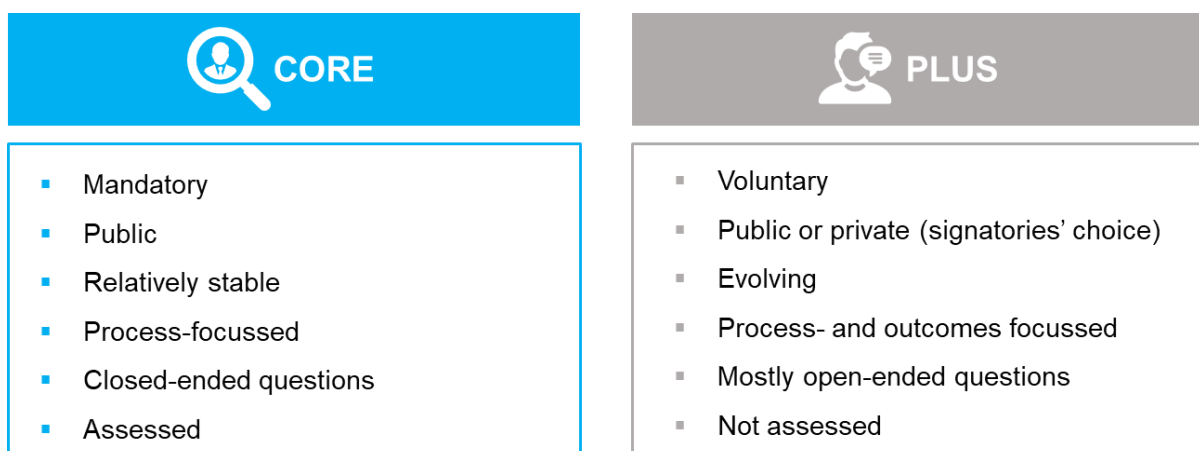 CORE
Mandatory
Public
Relatively stable
Process-focussed
Closed-ended questions
Assessed
PLUS
Voluntary
Public or private (signatories’ choice)
Evolving
Process- and outcomes focussed
Mostly open-ended questions
Not assessed